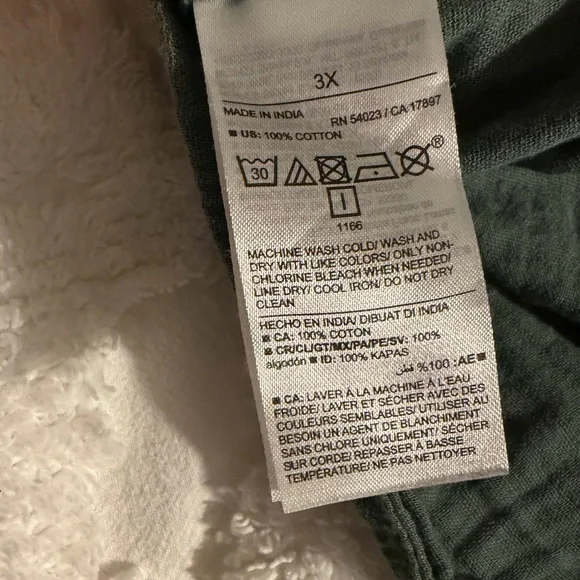 3X
MADE IN INDIA RN 54023 / CA 17897
■ US: 100% COTTON
30
®
1166
MACHINE WASH COLD/ WASH AND
DRY WITH LIKE COLORS/ ONLY NON-
CHLORINE BLEACH WHEN NEEDED/
LINE DRY/ COOL IRON/ DO NOT DRY
CLEAN
HECHO EN INDIA/ DIBUAT DI INDIA
■ CA: 100% COTON
■ CR/CL/GT/MX/PA/PE/SV: 100%
algodón ■ ID: 100% KAPAS
■ AE: 100% قطن
■ CA: LAVER À LA MACHINE À L'EAU
FROIDE/ LAVER ET SÉCHER AVEC DES
COULEURS SEMBLABLES/ UTILISER AU
BESOIN UN AGENT DE BLANCHIMENT
SANS CHLORE UNIQUEMENT/ SÉCHER
SUR CORDE/ REPASSER À BASSE
TEMPÉRATURE/ NE PAS NETTOYER